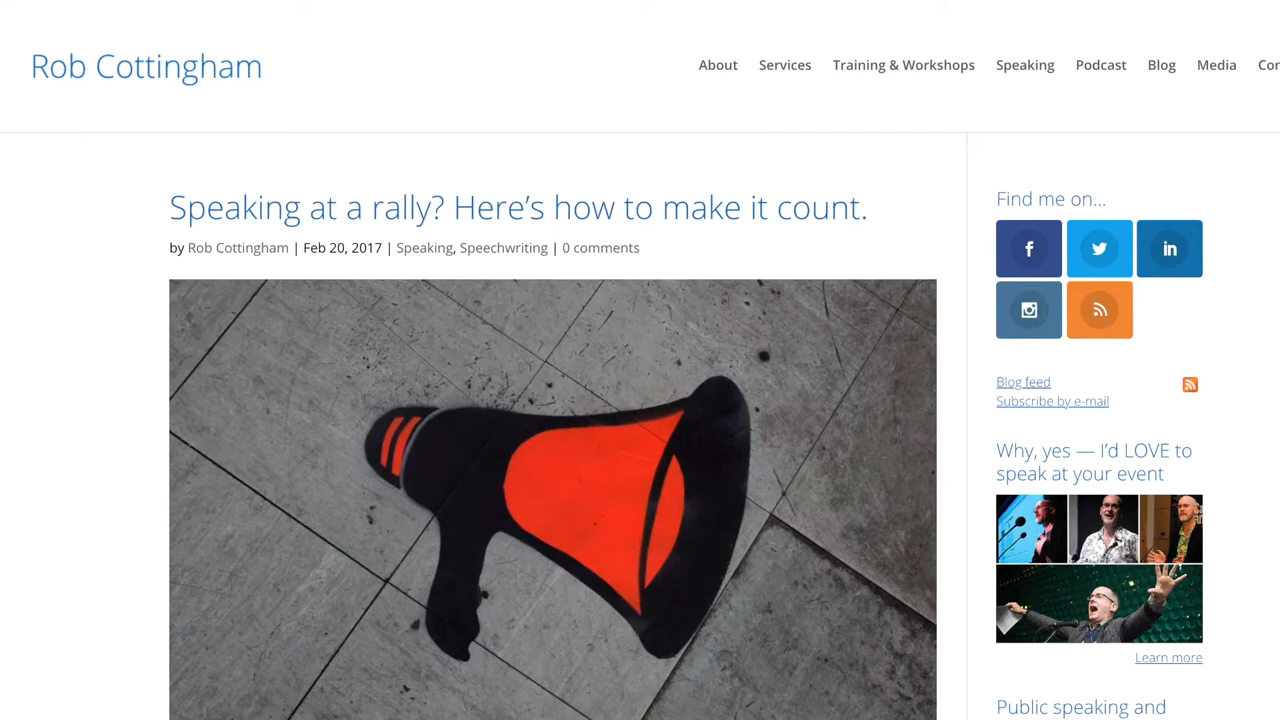 Rob Cottingham
About Services Training & Workshops Speaking Podcast Blog Media Con
Speaking at a rally? Here's how to make it count.
by Rob Cottingham | Feb 20, 2017 | Speaking, Speechwriting | 0 comments
Find me on...
Blog feed
Subscribe by e-mail
Why, yes — I'd LOVE to
speak at your event
Learn more
Public speaking and